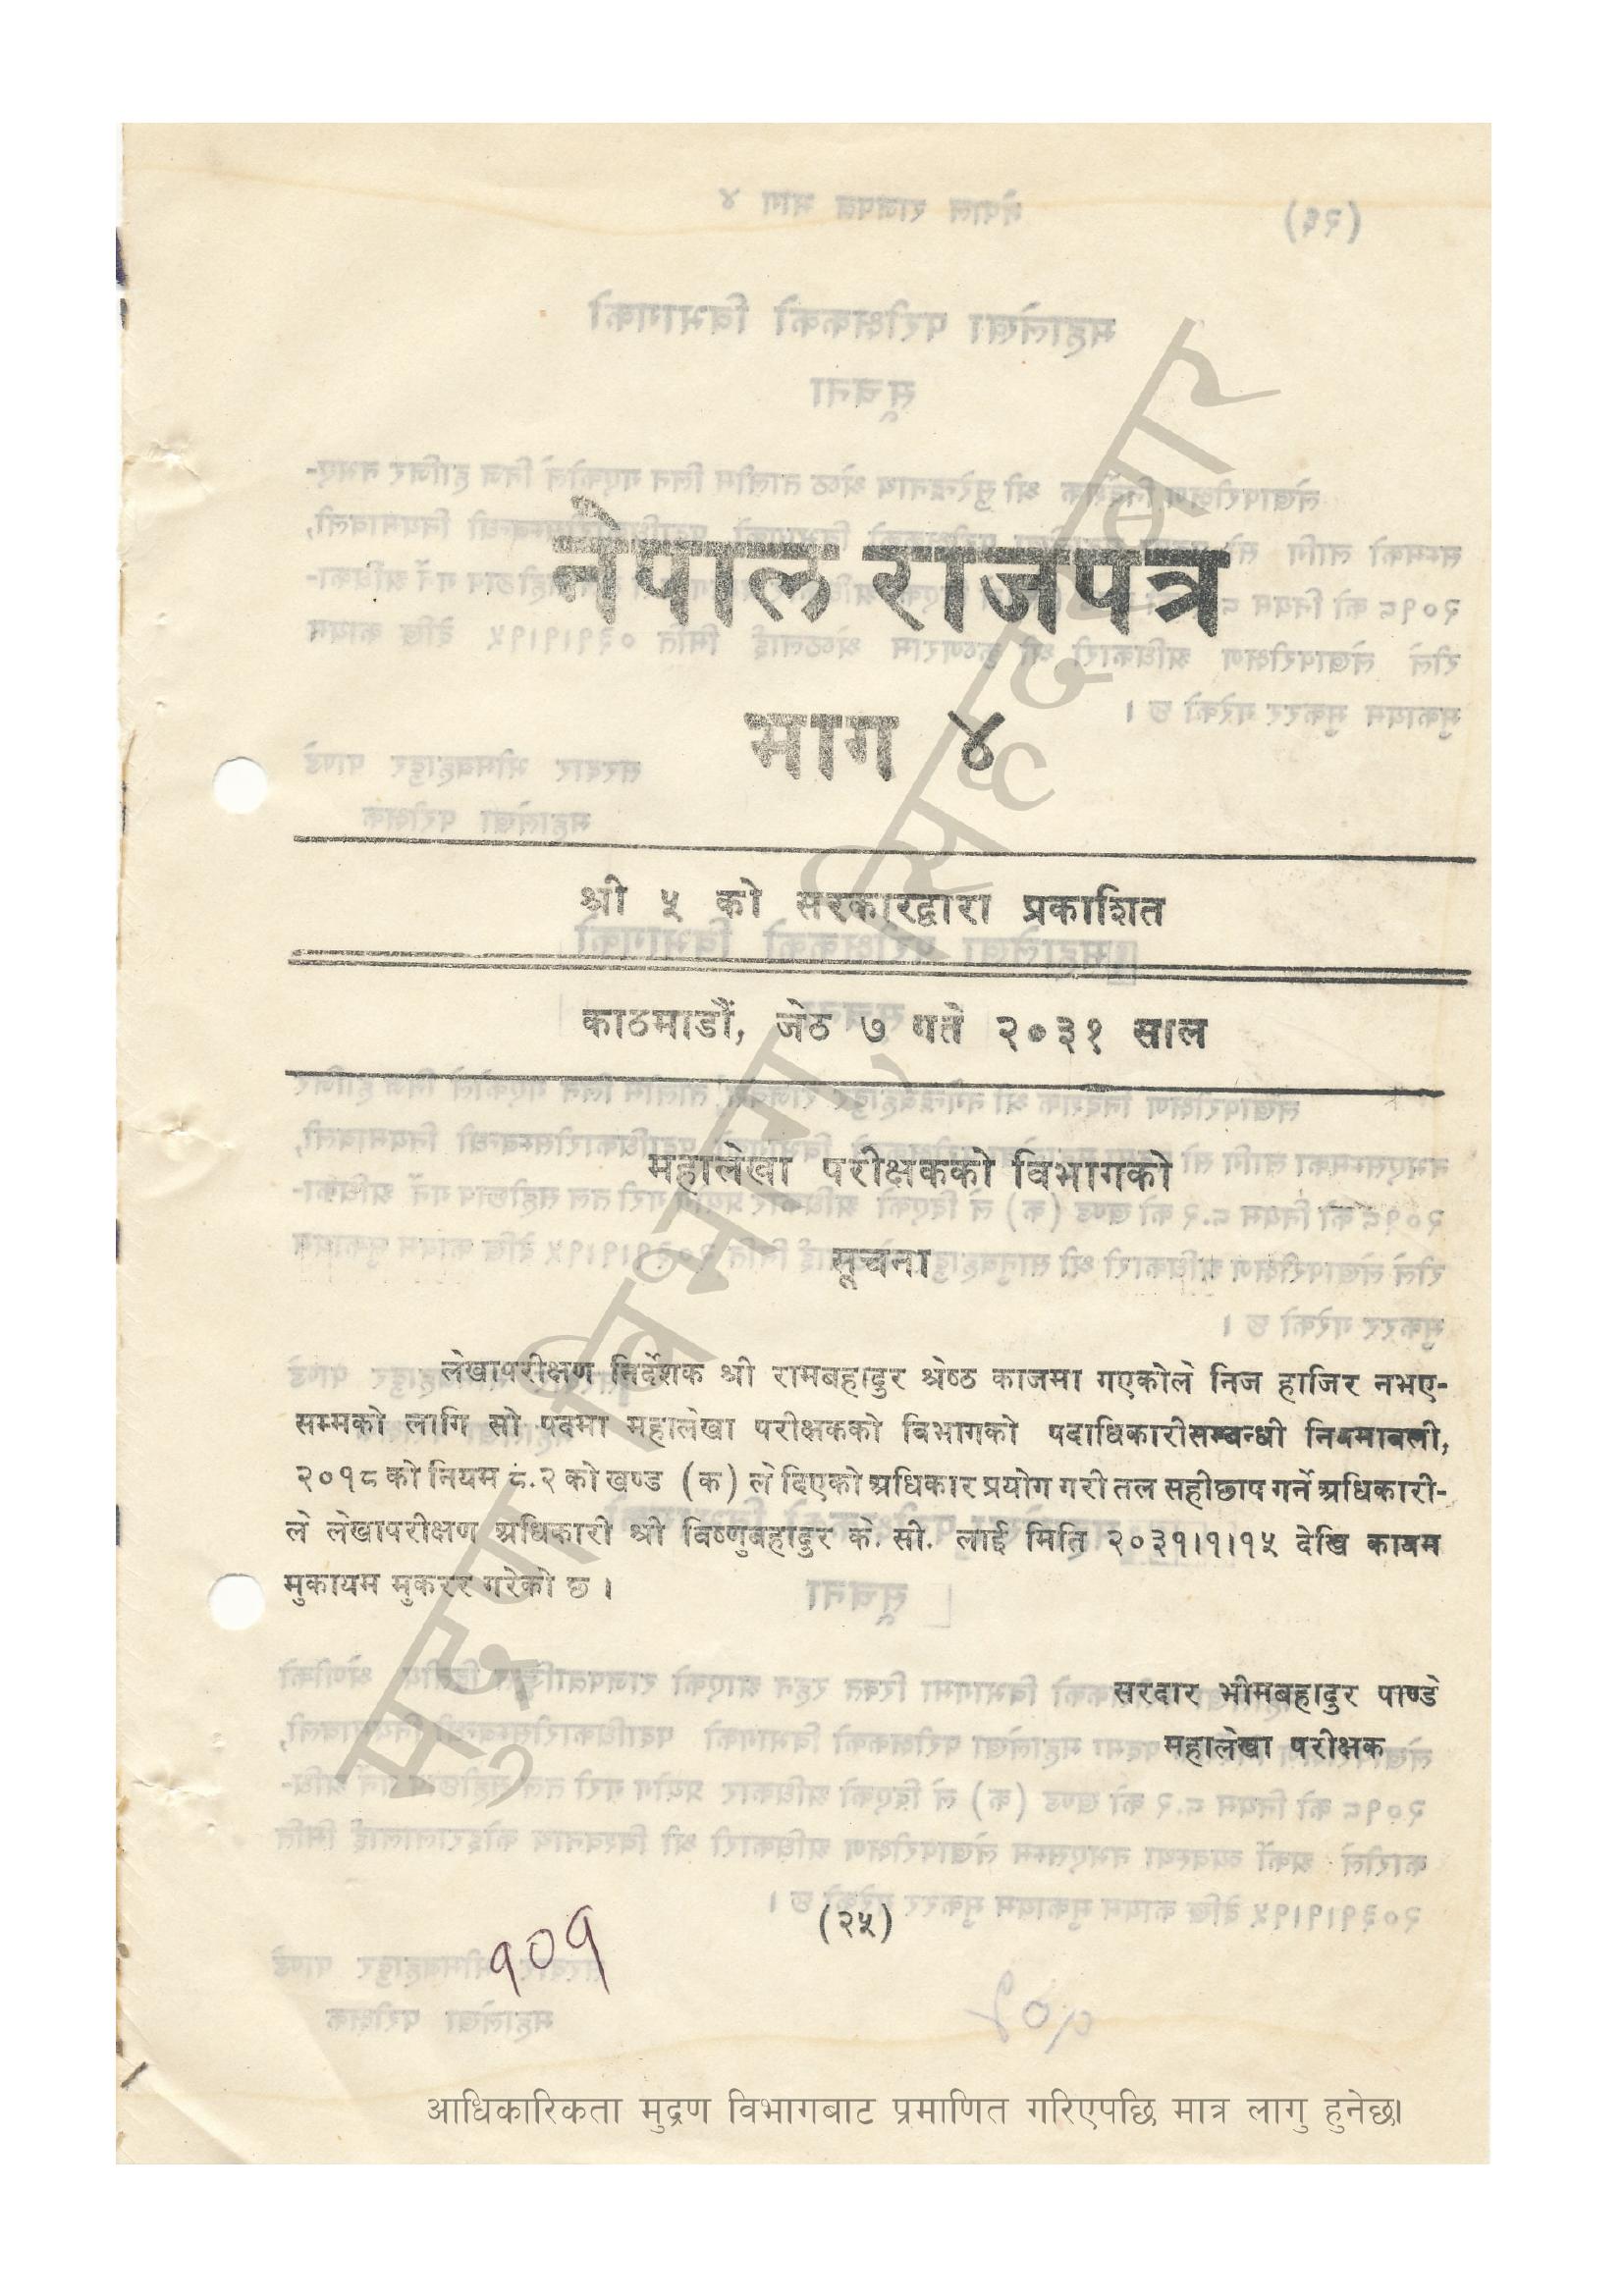 नेपाल राजपत्र
भाग ४
श्री ५ को सरकारद्वारा प्रकाशित
काठमाडौं, जेठ ७ गते २०३१ साल
महालेखा परीक्षकको विभागको
सूचना
लेखापरीक्षण निर्देशक श्री रामबहादुर श्रेष्ठ काजमा गएकोले निज हाजिर नभए-
सम्मको लागि सो पदमा महालेखा परीक्षकको विभागको पदाधिकारीसम्बन्धी नियमावली,
२०१८ को नियम ८.२ को खण्ड (क) ले दिएको अधिकार प्रयोग गरी तल सहीछाप गर्ने अधिकारी-
ले लेखापरीक्षण अधिकारी श्री विष्णुबहादुर के. सी. लाई मिति २०३१।१।१५ देखि कायम
मुकायम मुकरर गरेको छ ।
सरदार भीमबहादुर पाण्डे
महालेखा परीक्षक
(२५)
१०१
मुद्रण विभाग, सिंहदरबार
आधिकारिकता मुद्रण विभागबाट प्रमाणित गरिएपछि मात्र लागु हुनेछ।